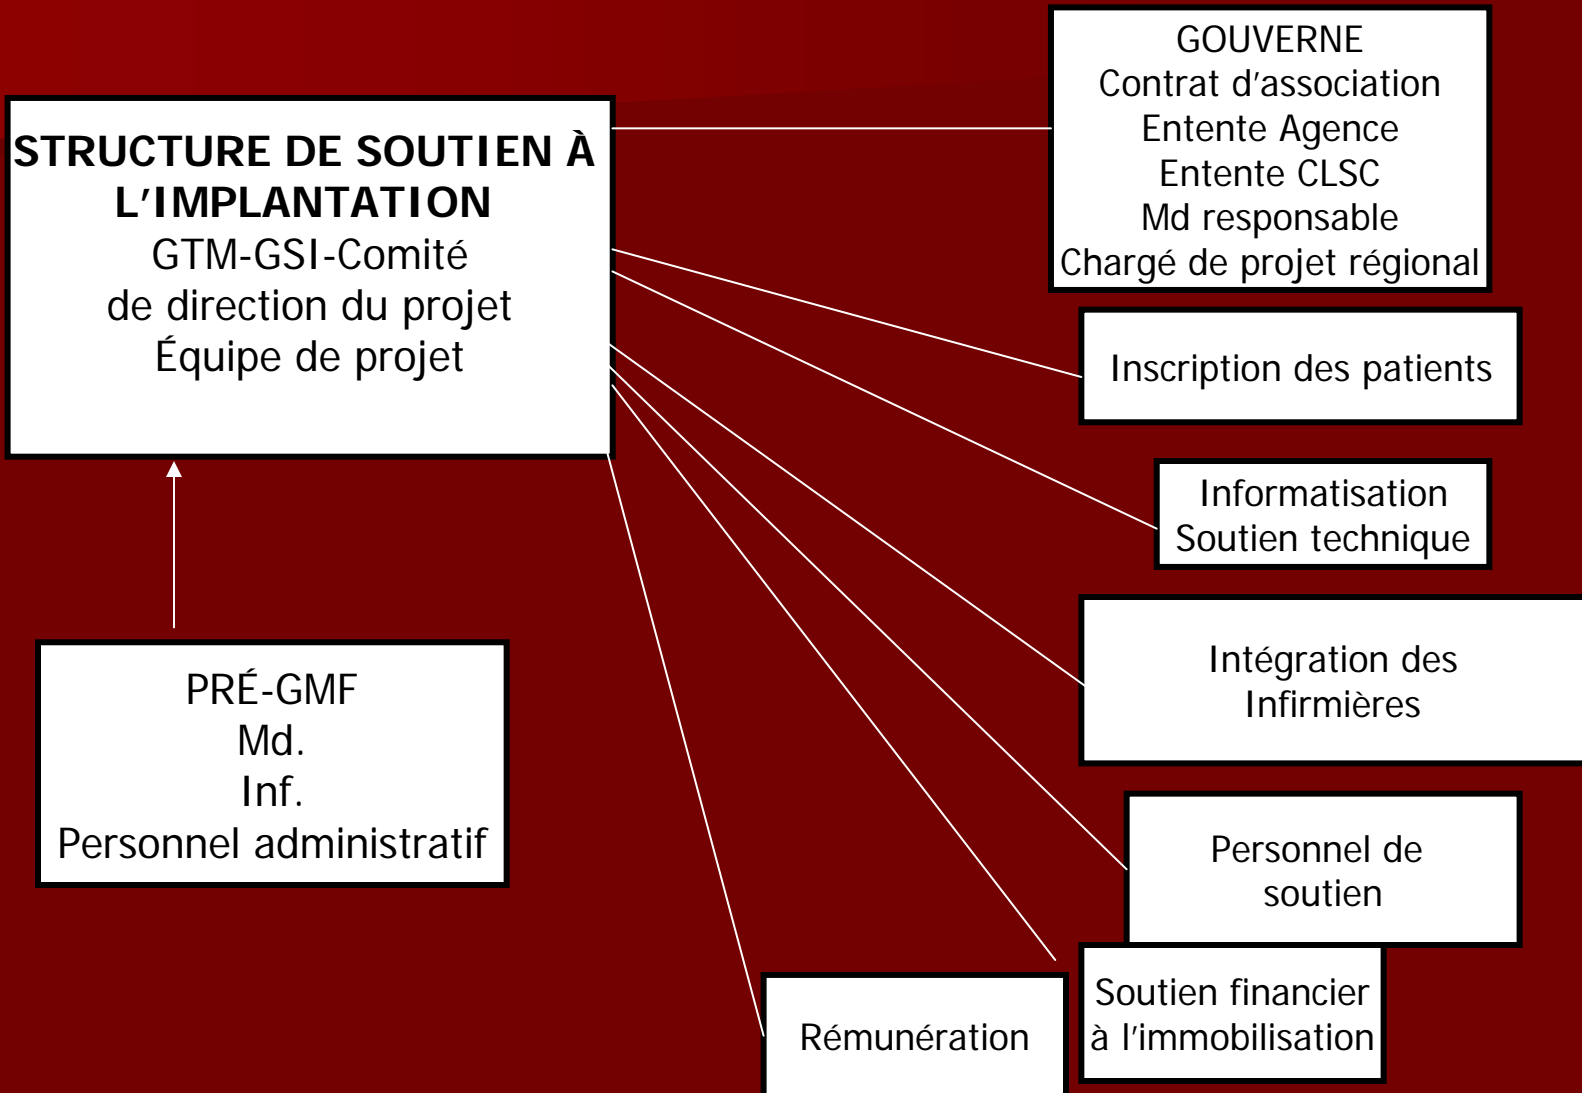 STRUCTURE DE SOUTIEN À
L'IMPLANTATION
GTM-GSI-Comité
de direction du projet
Équipe de projet
PRÉ-GMF
Md.
Inf.
Personnel administratif
GOUVERNE
Contrat d'association
Entente Agence
Entente CLSC
Md responsable
Chargé de projet régional
Inscription des patients
Informatisation
Soutien technique
Intégration des
Infirmières
Personnel de
soutien
Soutien financier
à l'immobilisation
Rémunération